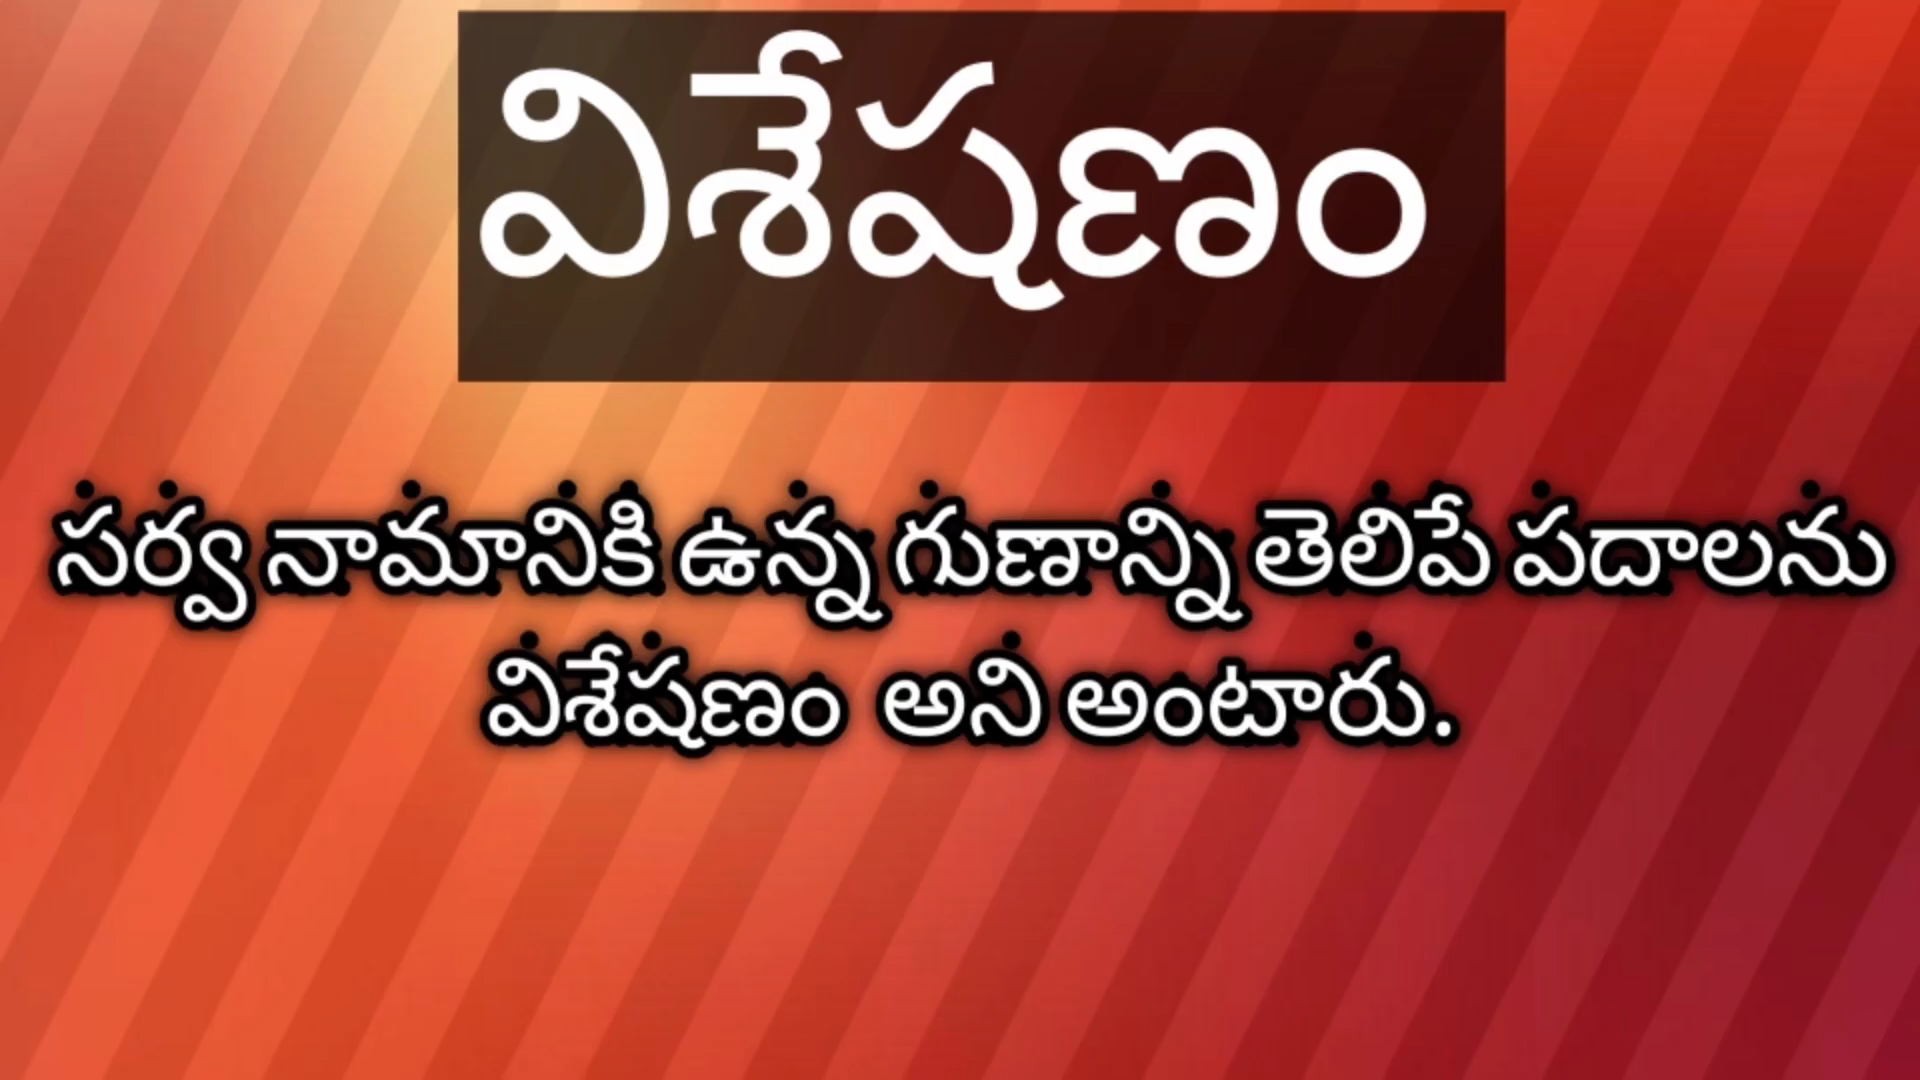 విశేషణం
సర్వ నామానికి ఉన్న గుణాన్ని తెలిపే పదాలను
విశేషణం అని అంటారు.